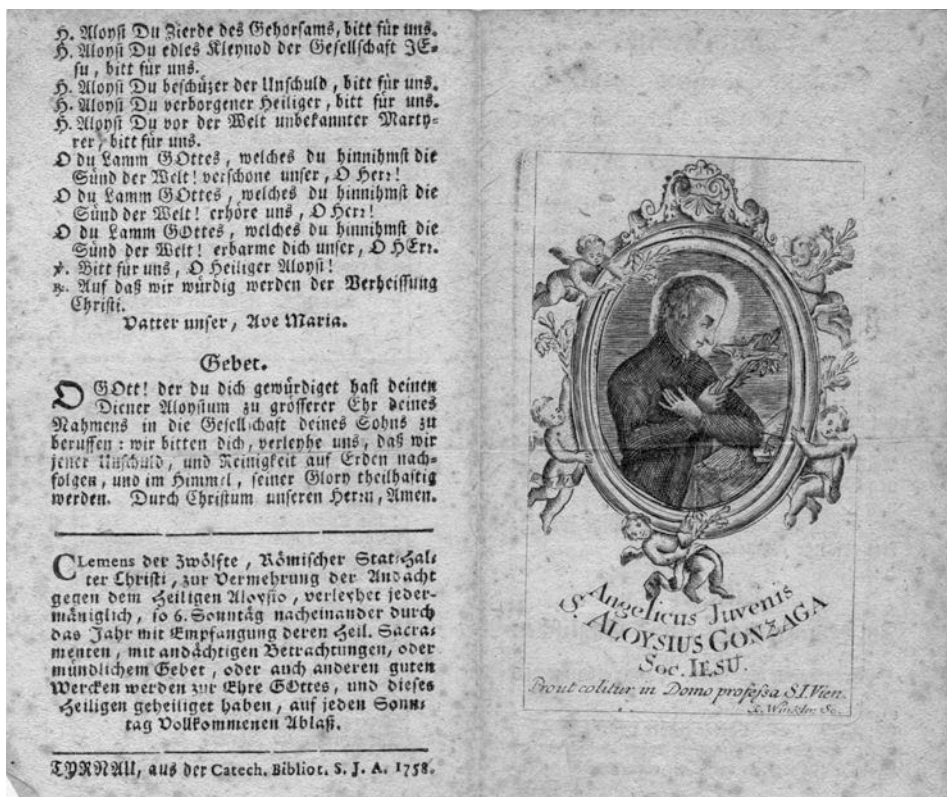 H. Aloysi Du Zierde des Gehorsams, bitt für uns.
H. Aloysi Du edles Kleynod der Gesellschaft JE-
su, bitt für uns.
H. Aloysi Du beschüzer der Unschuld, bitt für uns.
H. Aloysi Du verborgener Heiliger, bitt für uns.
H. Aloysi Du vor der Welt unbekannter Marty-
rer, bitt für uns.
O du Lamm GOttes, welches du hinnihmst die
Sünd der Welt! verschone unser, O Herr!
O du Lamm GOttes, welches du hinnihmst die
Sünd der Welt! erhöre uns, O Herr!
O du Lamm GOttes, welches du hinnihmst die
Sünd der Welt! erbarme dich unser, O HErr.
℣. Bitt für uns, O Heiliger Aloysi!
℟. Auf daß wir würdig werden der Verheissung
Christi.
Vatter unser, Ave Maria.
Gebet.
O GOtt! der du dich gewürdiget hast deinen
Diener Aloysium zu grösserer Ehr deines
Nahmens in die Gesellschaft deines Sohns zu
beruffen: wir bitten dich, verleyhe uns, daß wir
jener Unschuld, und Reinigkeit auf Erden nach-
folgen, und im Himmel, seiner Glory theilhaftig
werden. Durch Christum unseren Herrn, Amen.
CLemens der Zwölfte, Römischer Stat-Hal-
ter Christi, zur Vermehrung der Andacht
gegen dem Heiligen Aloysio, verleyhet jeder-
mäniglich, so 6. Sonntäg nacheinander durch
das Jahr mit Empfangung deren Heil. Sacra-
menten, mit andächtigen Betrachtungen, oder
mündlichem Gebet, oder auch anderen guten
Wercken werden zur Ehre GOttes, und dieses
Heiligen geheiliget haben, auf jeden Sonn-
tag Vollkommenen Ablaß.
TYRNAU, aus der Catech. Bibliot. S. J. A. 1758.
Angelicus Juvenis
S. ALOYSIUS GONZAGA
Soc. IESU.
Prout colitur in Domo professa S.I. Vien.
Winkler Sc.